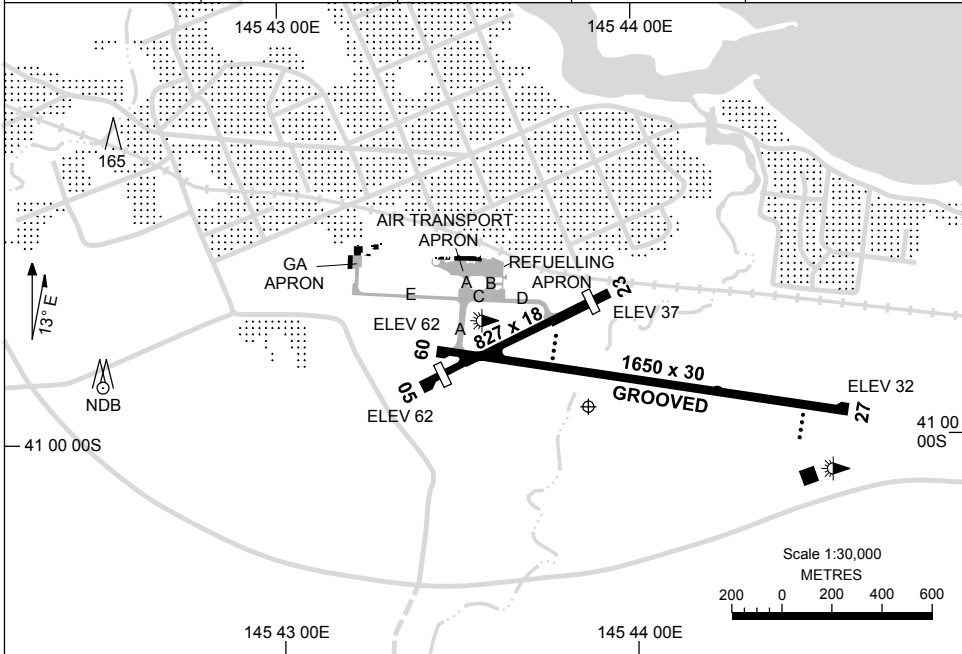 145 43 00E
145 44 00E
165
AIR TRANSPORT
APRON
GA
APRON
REFUELLING
APRON
13° E
A
B
C
D
E
A
23
ELEV 62
827 x 18
ELEV 37
09
1650 x 30
GROOVED
ELEV 32
27
05
ELEV 62
NDB
41 00 00S
41 00
00S
Scale 1:30,000
METRES
200 0 200 400 600
145 43 00E
145 44 00E